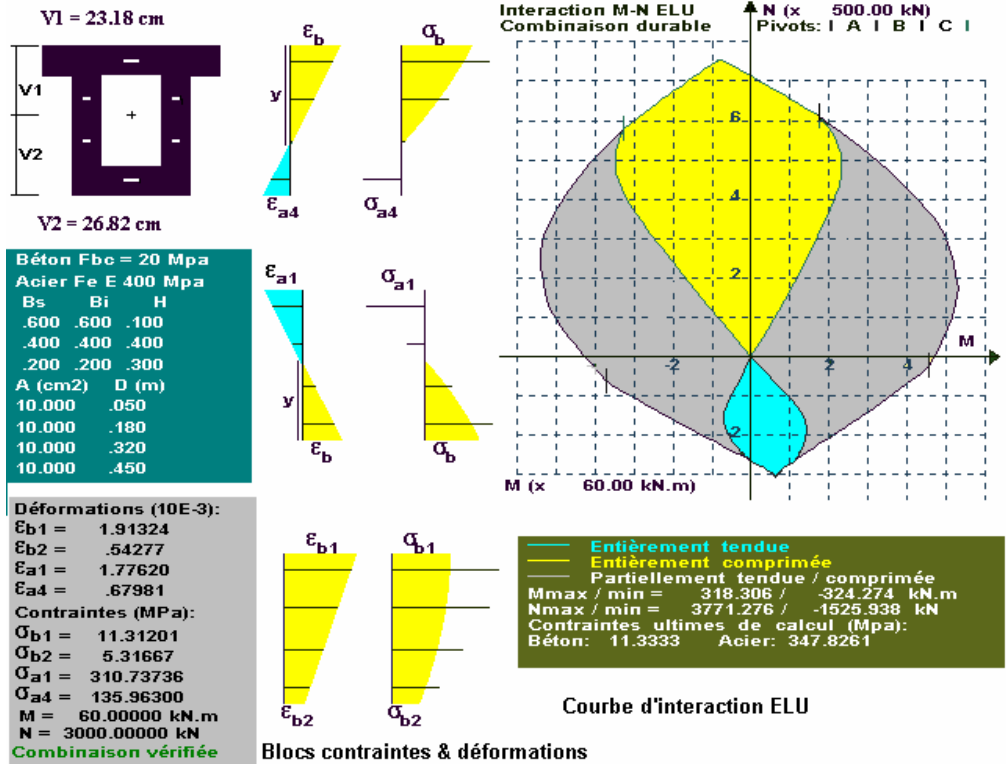 V1 = 23.18 cm
V1
V2
V2 = 26.82 cm
Béton Fbc = 20 Mpa
Acier Fe E 400 Mpa
Bs Bi H
.600 .600 .100
.400 .400 .400
.200 .200 .300
A (cm2) D (m)
10.000 .050
10.000 .180
10.000 .320
10.000 .450
Déformations (10E-3):
εb1 = 1.91324
εb2 = .54277
εa1 = 1.77620
εa4 = .67981
Contraintes (MPa):
σb1 = 11.31201
σb2 = 5.31667
σa1 = 310.73736
σa4 = 135.96300
M = 60.00000 kN.m
N = 3000.00000 kN
Combinaison vérifiée
εb σb
y
εa4 σa4
εa1 σa1
y
εb σb
εb1 σb1
εb2 σb2
Blocs contraintes & déformations
Interaction M-N ELU
Combinaison durable
N (x 500.00 kN)
Pivots: I A I B I C I
6
4
2
M
-2 2 4
-2
M (x 60.00 kN.m)
Entièrement tendue
Entièrement comprimée
Partiellement tendue / comprimée
Mmax / min = 318.306 / -324.274 kN.m
Nmax / min = 3771.276 / -1525.938 kN
Contraintes ultimes de calcul (Mpa):
Béton: 11.3333 Acier: 347.8261
Courbe d'interaction ELU